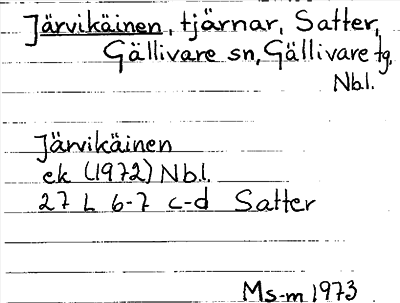 Järvikäinen, tjärnar, Satter,
Gällivare sn, Gällivare tg,
Nbl.
Järvikäinen
ek (1972) Nbl.
27 L 6-7 c-d Satter
Ms-m 1973